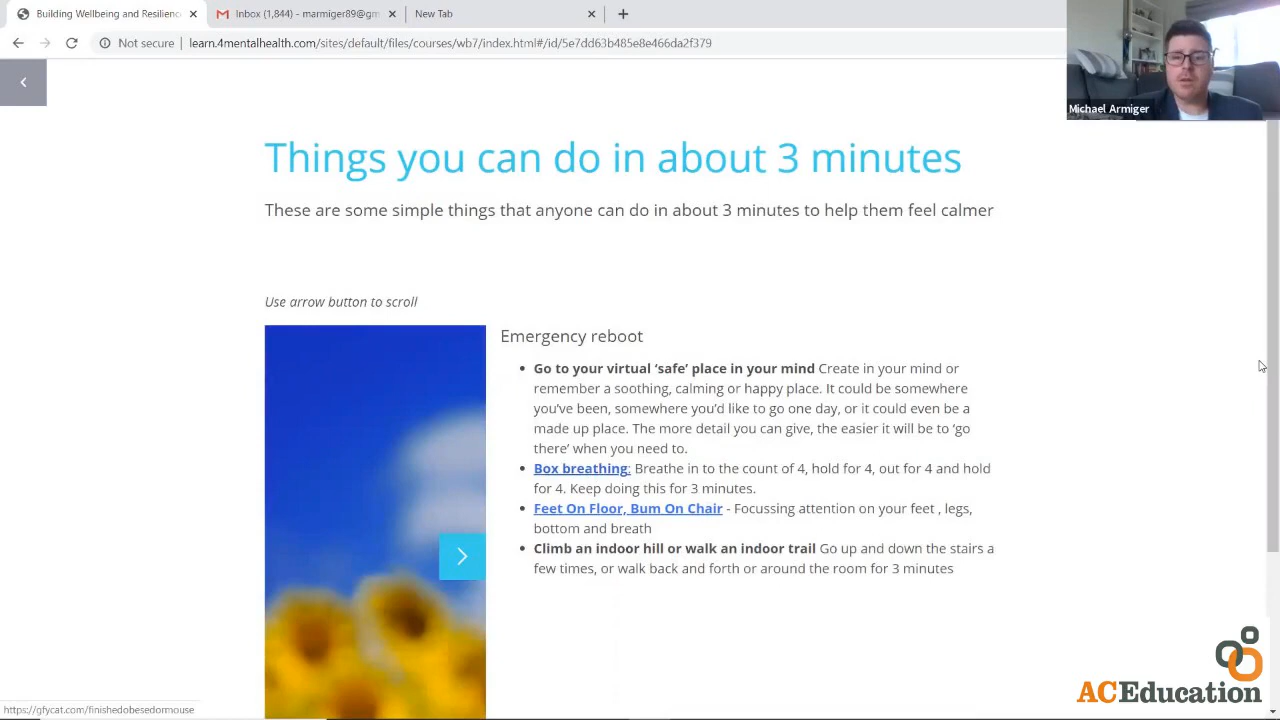 Building Wellbeing and Resilience
Inbox (1,844) - marmiger89@gm
New Tab
Not secure
learn.4mentalhealth.com/sites/default/files/courses/wb7/index.html#/id/5e7dd63b485e8e466da2f379
Michael Armiger
Things you can do in about 3 minutes
These are some simple things that anyone can do in about 3 minutes to help them feel calmer
Use arrow button to scroll
Emergency reboot
• Go to your virtual ‘safe’ place in your mind Create in your mind or
remember a soothing, calming or happy place. It could be somewhere
you’ve been, somewhere you’d like to go one day, or it could even be a
made up place. The more detail you can give, the easier it will be to ‘go
there’ when you need to.
• Box breathing: Breathe in to the count of 4, hold for 4, out for 4 and hold
for 4. Keep doing this for 3 minutes.
• Feet On Floor, Bum On Chair - Focussing attention on your feet , legs,
bottom and breath
• Climb an indoor hill or walk an indoor trail Go up and down the stairs a
few times, or walk back and forth or around the room for 3 minutes
ACEducation
https://gfycat.com/finishedobesedormouse